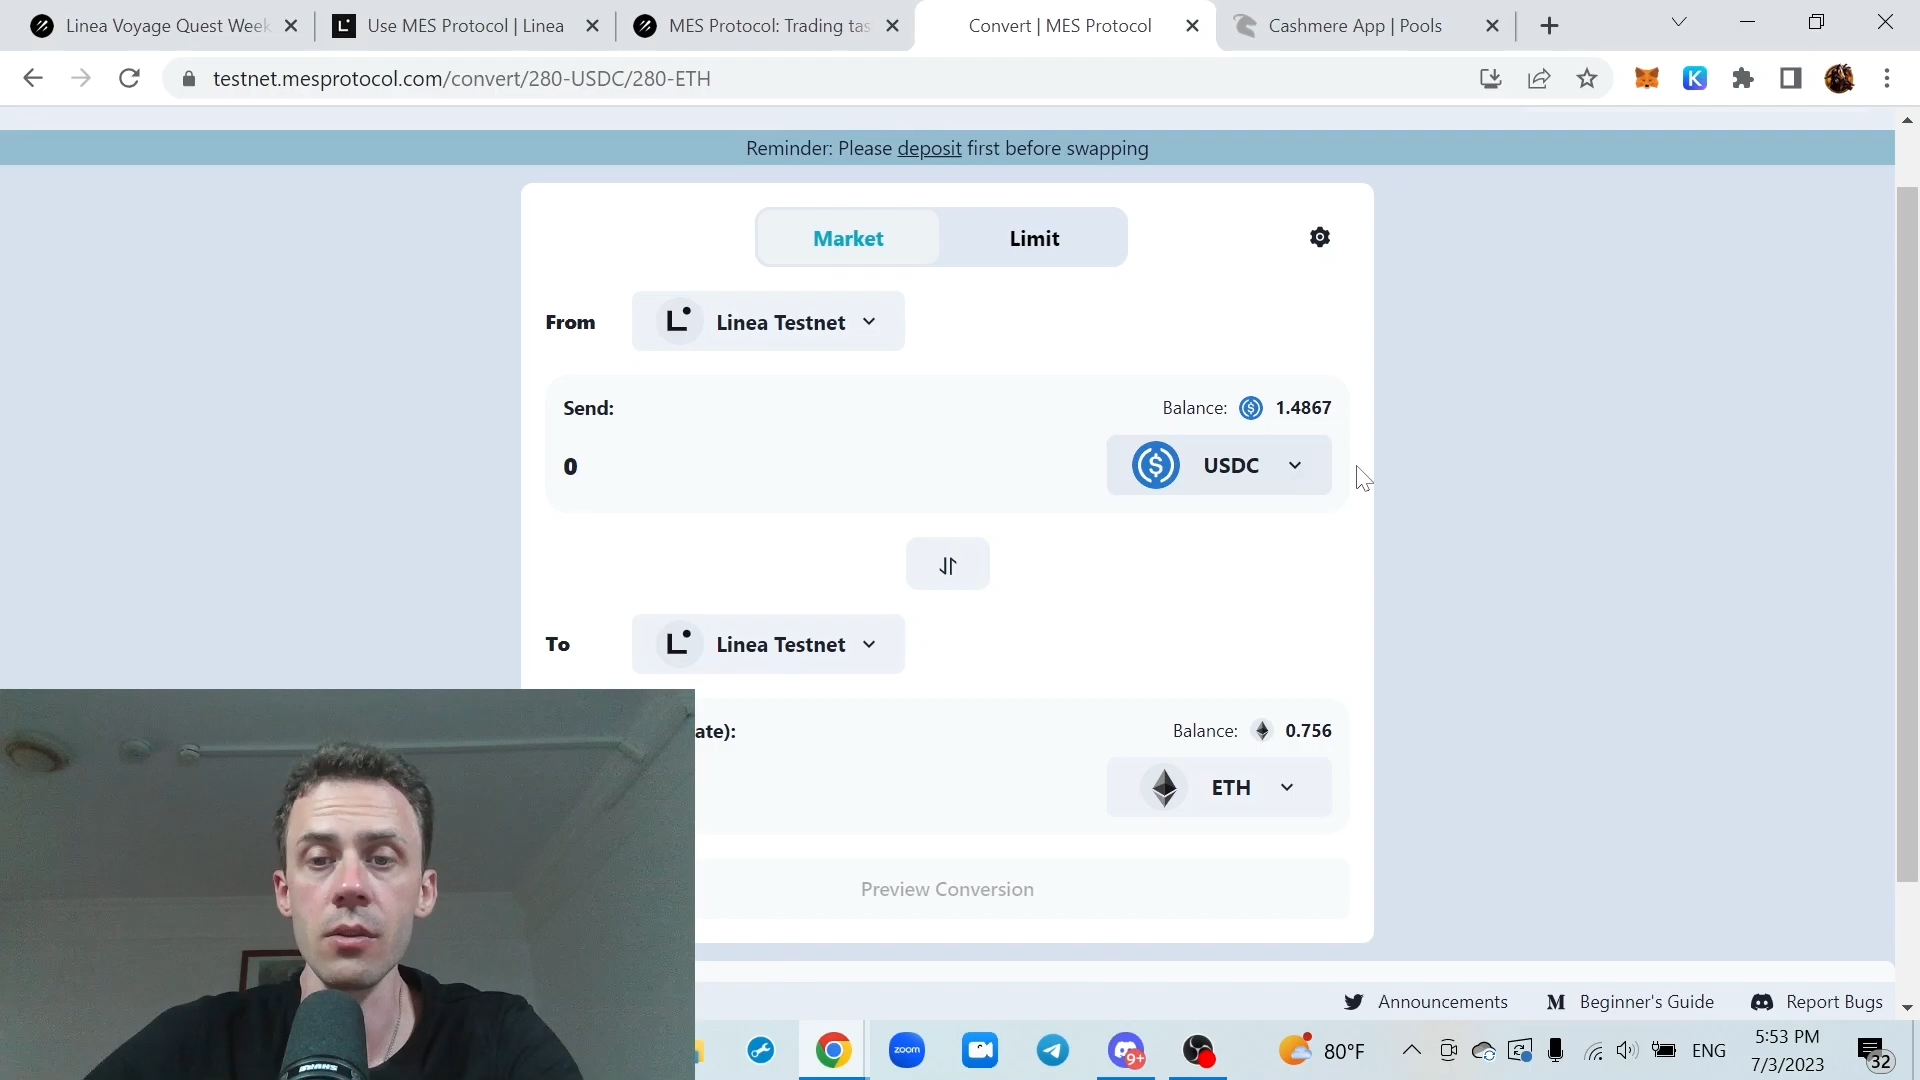 Linea Voyage Quest Week
Use MES Protocol | Linea
MES Protocol: Trading tas
Convert | MES Protocol
Cashmere App | Pools
testnet.mesprotocol.com/convert/280-USDC/280-ETH
Reminder: Please deposit first before swapping
Market
Limit
From
Linea Testnet
Send:
Balance: 1.4867
0
USDC
To
Linea Testnet
ate):
Balance: 0.756
ETH
Preview Conversion
Announcements
Beginner's Guide
Report Bugs
zoom
9+
80°F
ENG
5:53 PM
7/3/2023
32
SHURE